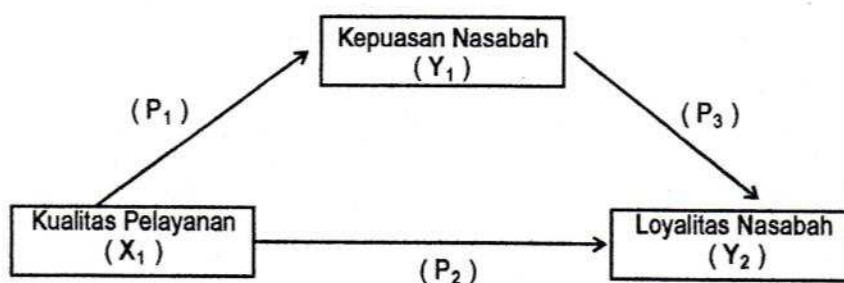 Kepuasan Nasabah
( Y₁ )
( P₁ )
( P₃ )
Kualitas Pelayanan
( X₁ )
Loyalitas Nasabah
( Y₂ )
( P₂ )